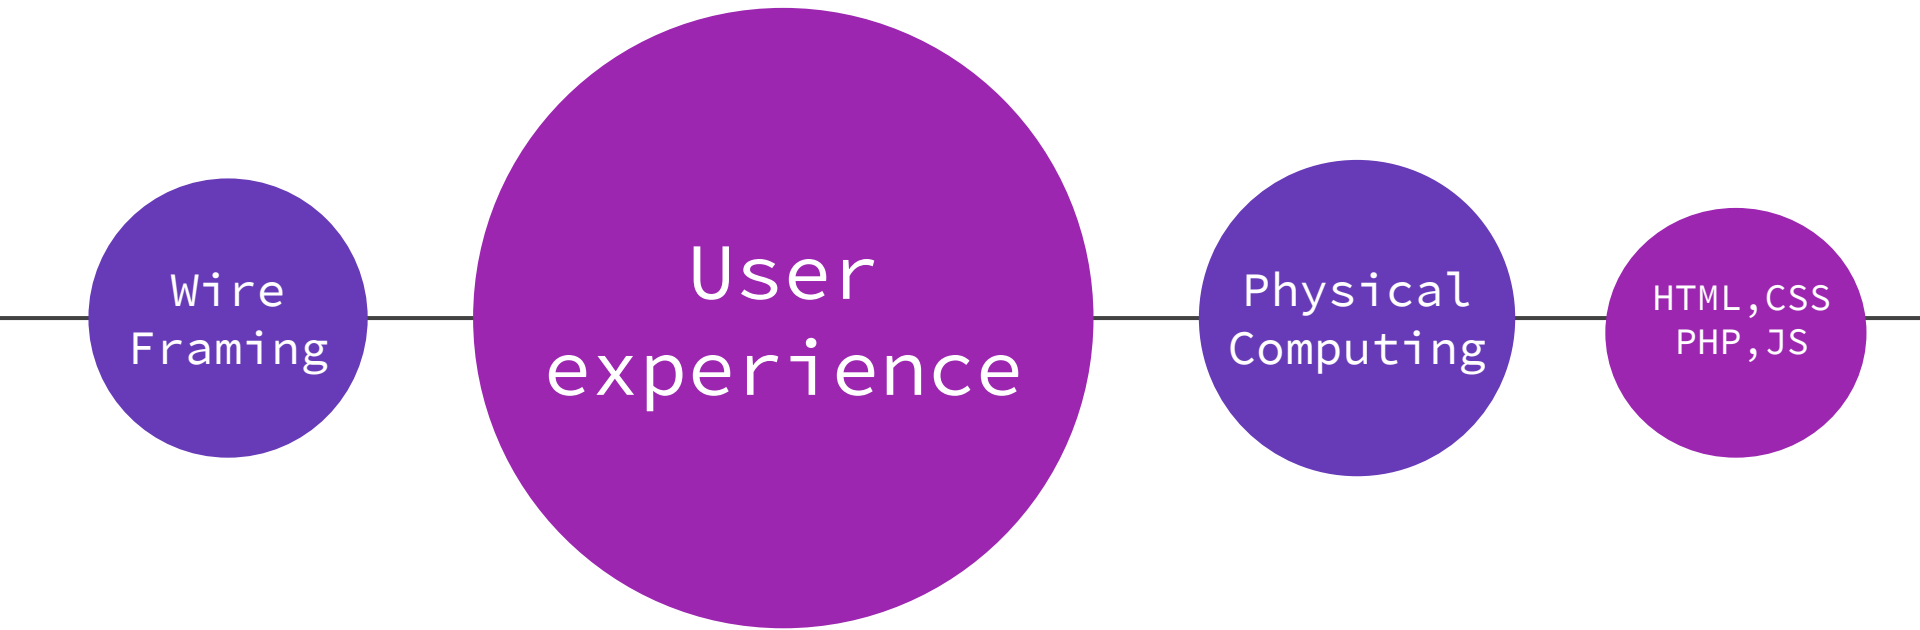 Wire
Framing
User
experience
Physical
Computing
HTML,CSS
PHP,JS